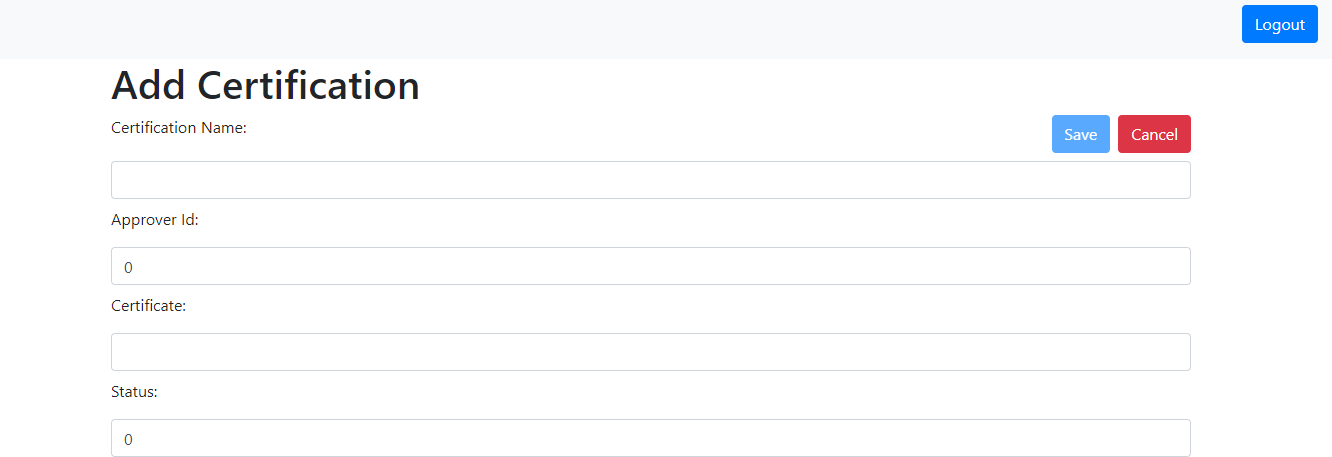 Logout
Add Certification
Certification Name:
Save Cancel
Approver Id:
0
Certificate:
Status:
0